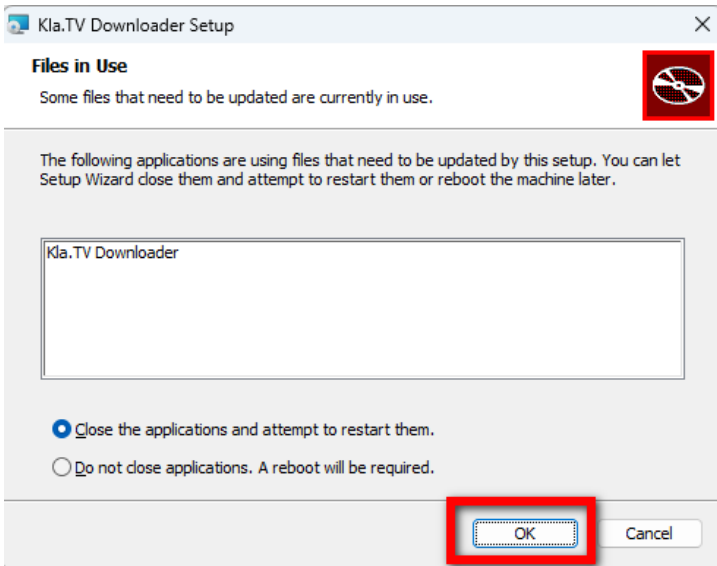 Kla.TV Downloader Setup
Files in Use
Some files that need to be updated are currently in use.
The following applications are using files that need to be updated by this setup. You can let
Setup Wizard close them and attempt to restart them or reboot the machine later.
Kla.TV Downloader
Close the applications and attempt to restart them.
Do not close applications. A reboot will be required.
OK
Cancel